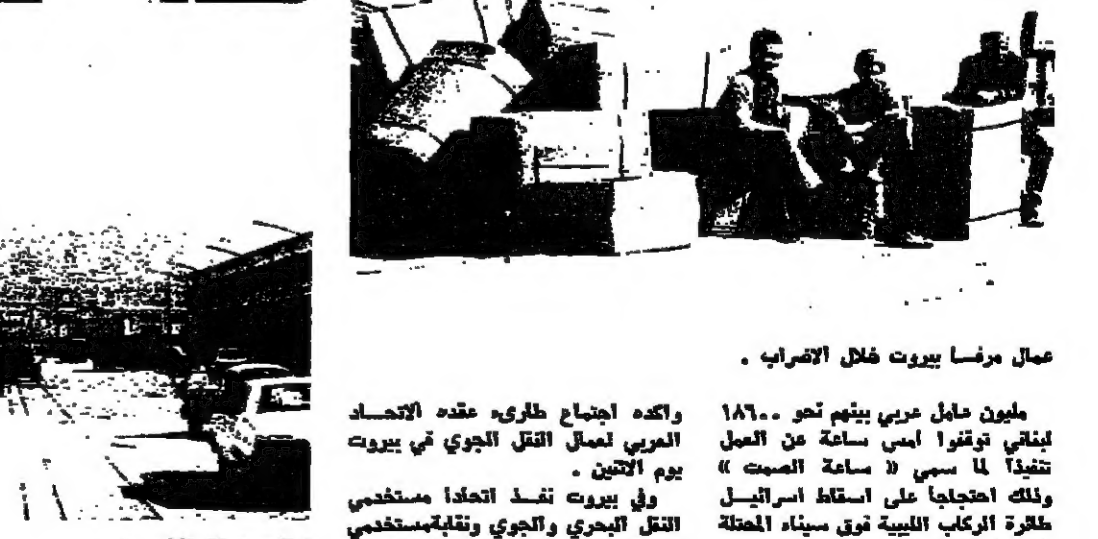 عمال مرفا بيروت خلال الاضراب .
مليون عامل عربي بينهم نحو ١٨٦٠٠
لبناني توقفوا امس ساعة عن العمل
تنفيذاً لما سمي « ساعة الصمت »
وذلك احتجاجاً على اسقاط اسرائيل
طائرة الركاب الليبية فوق سيناء المحتلة
واكده اجتماع طارىء عقده الاتحاد
العربي لعمال النقل الجوي في بيروت
يوم الاثنين .
وفي بيروت نفذ اتحادا مستخدمي
النقل البحري والجوي ونقابةمستخدمي